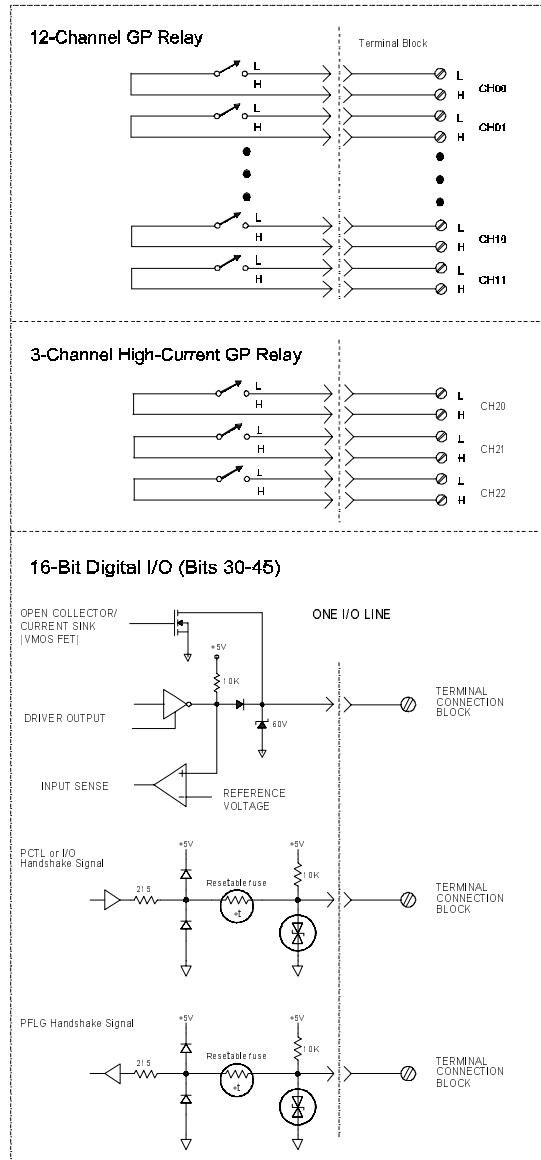 12-Channel GP Relay
Terminal Block
L
H
L
H
CH00
L
H
L
H
CH01
L
H
L
H
CH10
L
H
L
H
CH11
3-Channel High-Current GP Relay
L
H
L
H
CH20
L
H
L
H
CH21
L
H
L
H
CH22
16-Bit Digital I/O (Bits 30-45)
OPEN COLLECTOR/
CURRENT SINK
(VMOS FET)
ONE I/O LINE
+5V
10K
DRIVER OUTPUT
60V
TERMINAL
CONNECTION
BLOCK
INPUT SENSE
+
–
REFERENCE
VOLTAGE
PCTL or I/O
Handshake Signal
+5V
+5V
215
Resetable fuse
+t
10K
TERMINAL
CONNECTION
BLOCK
PFLG Handshake Signal
+5V
+5V
215
Resetable fuse
+t
10K
TERMINAL
CONNECTION
BLOCK